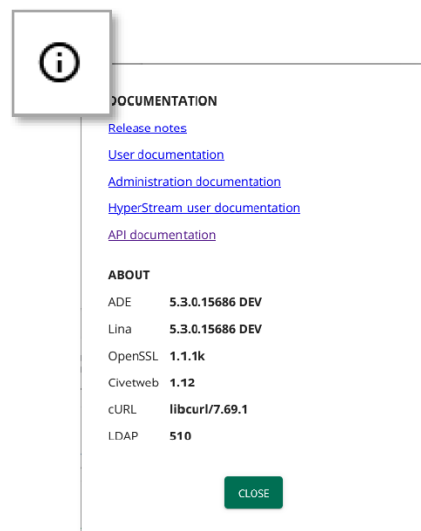 DOCUMENTATION
Release notes
User documentation
Administration documentation
HyperStream user documentation
API documentation
ABOUT
ADE 5.3.0.15686 DEV
Lina 5.3.0.15686 DEV
OpenSSL 1.1.1k
Civetweb 1.12
cURL libcurl/7.69.1
LDAP 510
CLOSE